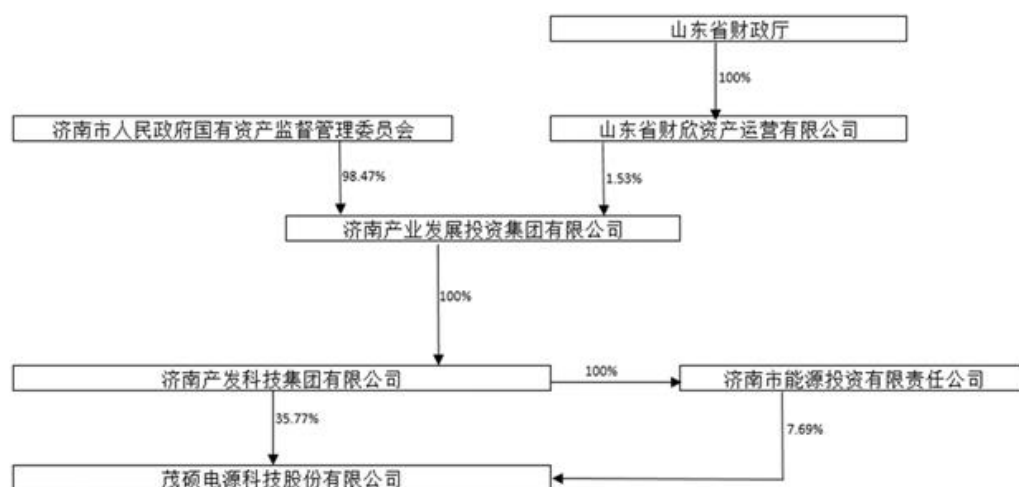 山东省财政厅
100%
济南市人民政府国有资产监督管理委员会
山东省财欣资产运营有限公司
98.47%
1.53%
济南产业发展投资集团有限公司
100%
济南产发科技集团有限公司
100%
济南市能源投资有限责任公司
35.77%
7.69%
茂硕电源科技股份有限公司